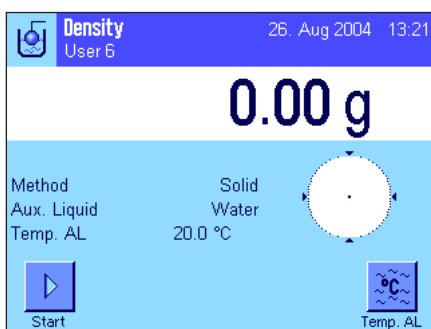 Density 26. Aug 2004 13:21
User 6
0.00 g
Method Solid
Aux. Liquid Water
Temp. AL 20.0 °C
°C
Start Temp. AL